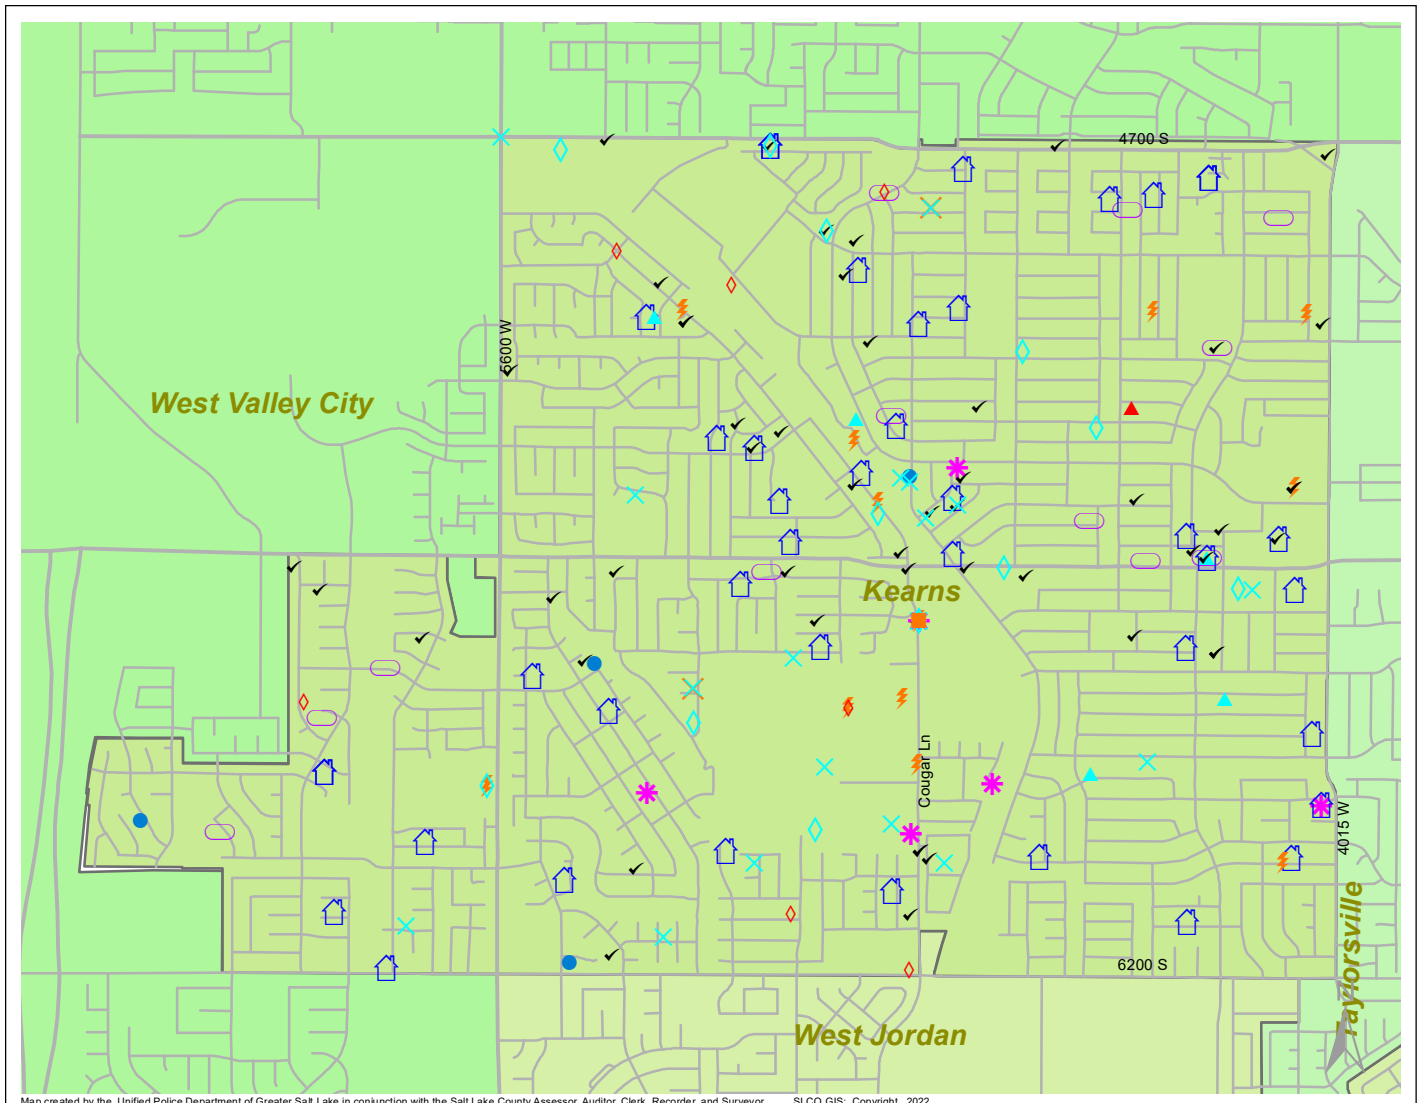 4700 S
5600 W
West Valley City
Kearns
Cougar Ln
4015 W
Taylorsville
6200 S
West Jordan
Map created by the Unified Police Department of Greater Salt Lake in conjunction with the Salt Lake County Assessor, Auditor, Clerk, Recorder, and Surveyor. SLCO GIS: Copyright, 2022